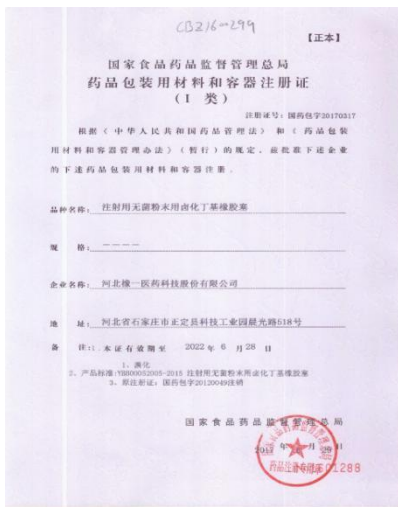 CB21600299
【正本】
国家食品药品监督管理总局
药品包装用材料和容器注册证
（I 类）
注册证号：国药包字20170317
根据《中华人民共和国药品管理法》和《药品包装
用材料和容器管理办法》（暂行）的规定，兹批准下述企业
的下述药品包装用材料和容器注册。
品种名称： 注射用无菌粉末用卤化丁基橡胶塞
规 格： ————
企业名称： 河北橡一医药科技股份有限公司
地 址： 河北省石家庄市正定县科技工业园晨光路618号
备 注：：本证有效期至 2022 年 6 月 28 日
1、溴化
2、产品标准:YBB00052005-2015 注射用无菌粉末用卤化丁基橡胶塞
3、原注册证：国药包字20120049注销
国家食品药品监督管理总局